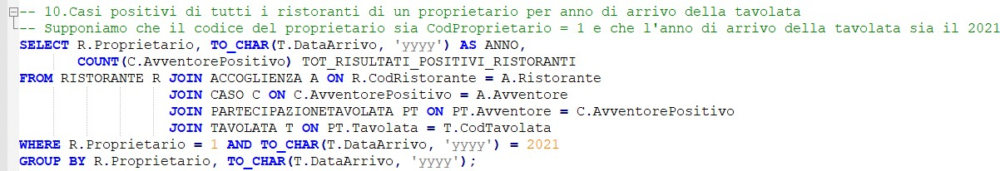 -- 10.Casi positivi di tutti i ristoranti di un proprietario per anno di arrivo della tavolata
-- Supponiamo che il codice del proprietario sia CodProprietario = 1 e che l'anno di arrivo della tavolata sia il 2021
SELECT R.Proprietario, TO_CHAR(T.DataArrivo, 'yyyy') AS ANNO,
COUNT(C.AvventorePositivo) TOT_RISULTATI_POSITIVI_RISTORANTI
FROM RISTORANTE R JOIN ACCOGLIENZA A ON R.CodRistorante = A.Ristorante
JOIN CASO C ON C.AvventorePositivo = A.Avventore
JOIN PARTECIPAZIONETAVOLATA PT ON PT.Avventore = C.AvventorePositivo
JOIN TAVOLATA T ON PT.Tavolata = T.CodTavolata
WHERE R.Proprietario = 1 AND TO_CHAR(T.DataArrivo, 'yyyy') = 2021
GROUP BY R.Proprietario, TO_CHAR(T.DataArrivo, 'yyyy');